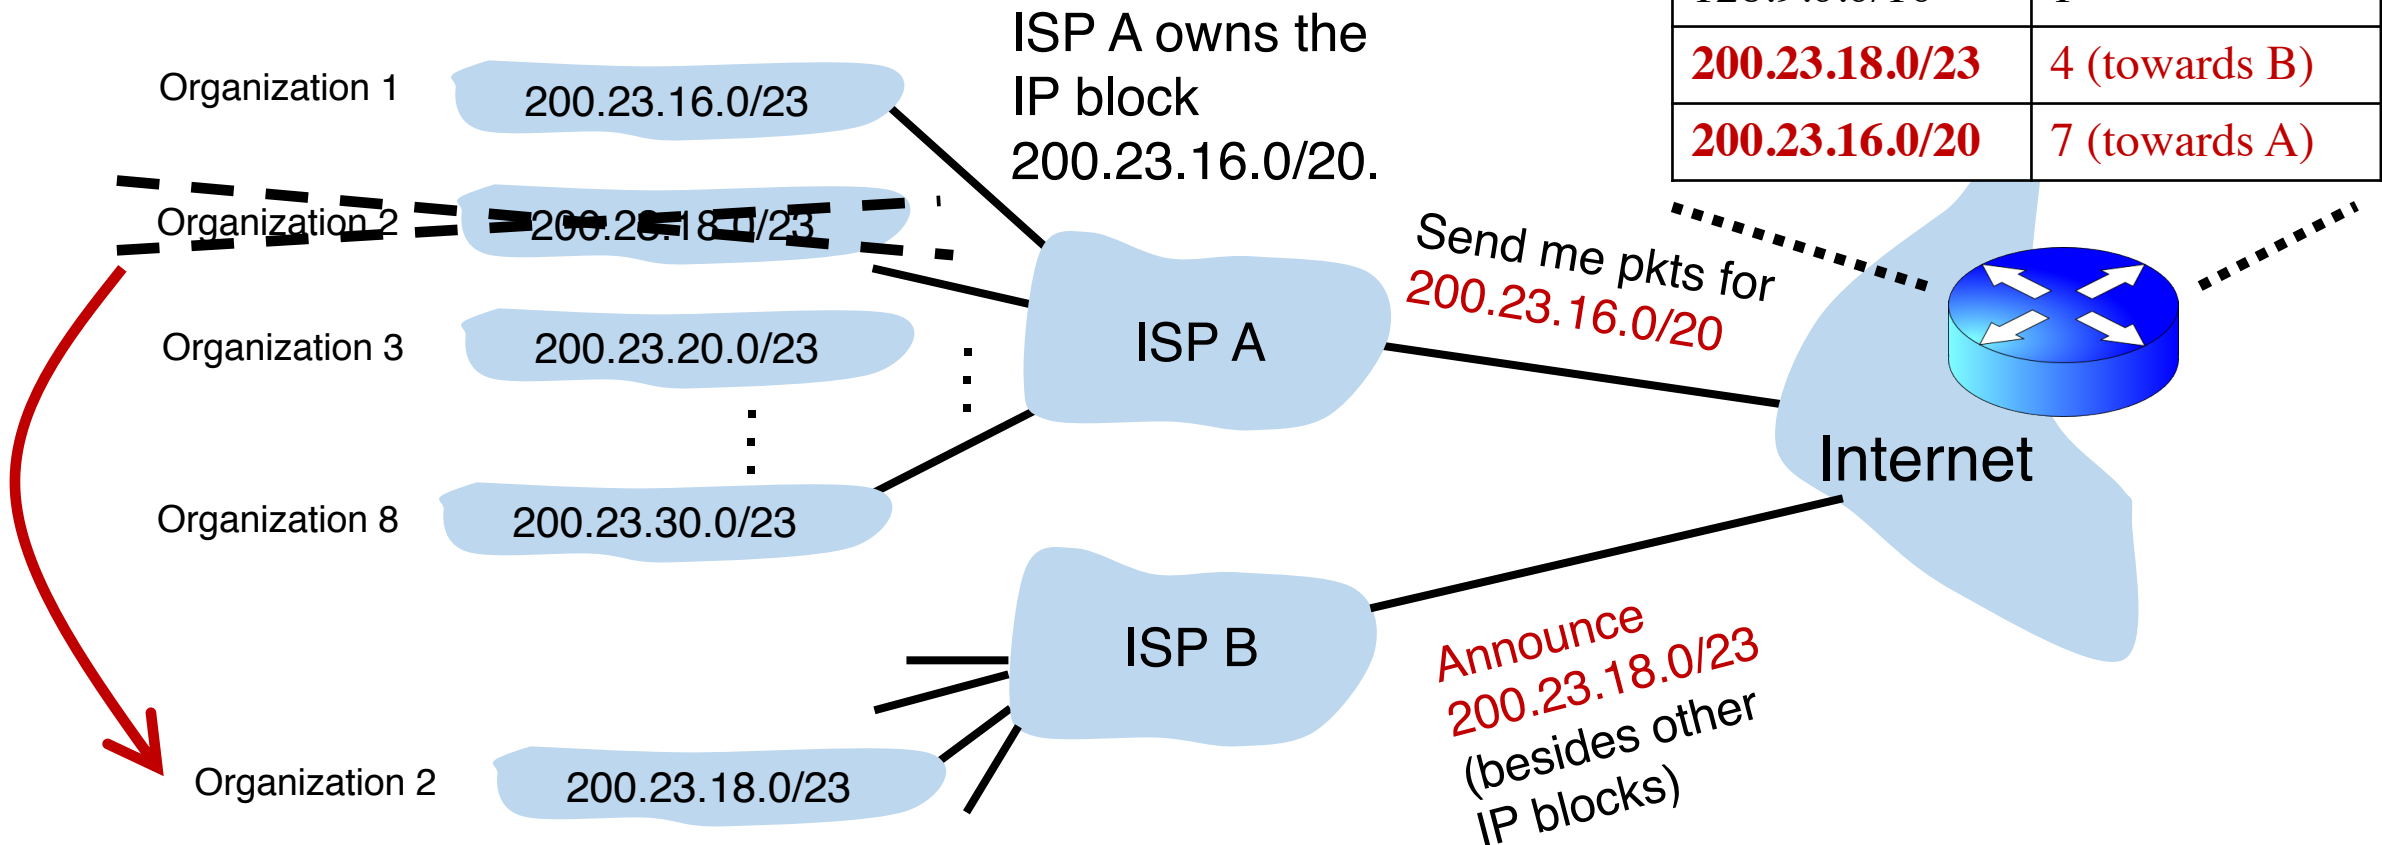 ISP A owns the
IP block
200.23.16.0/20.
200.23.18.0/23 4 (towards B)
200.23.16.0/20 7 (towards A)
Organization 1
200.23.16.0/23
Organization 2
200.23.18.0/23
Organization 3
200.23.20.0/23
Organization 8
200.23.30.0/23
ISP A
Send me pkts for
200.23.16.0/20
Internet
ISP B
Announce
200.23.18.0/23
(besides other
IP blocks)
Organization 2
200.23.18.0/23